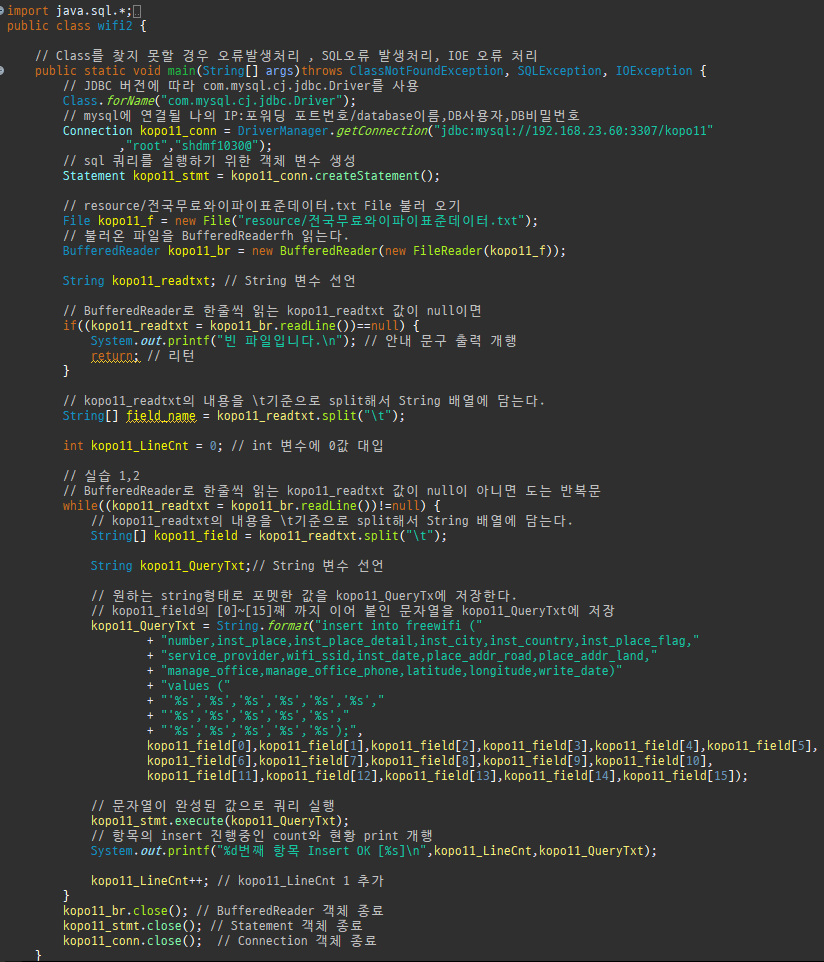 import java.sql.*;
public class wifi2 {
// Class를 찾지 못할 경우 오류발생처리 , SQL오류 발생처리, IOE 오류 처리
public static void main(String[] args)throws ClassNotFoundException, SQLException, IOException {
// JDBC 버전에 따라 com.mysql.cj.jdbc.Driver를 사용
Class.forName("com.mysql.cj.jdbc.Driver");
// mysql에 연결될 나의 IP:포워딩 포트번호/database이름,DB사용자,DB비밀번호
Connection kopo11_conn = DriverManager.getConnection("jdbc:mysql://192.168.23.60:3307/kopo11"
,"root","shdmf1030@");
// sql 쿼리를 실행하기 위한 객체 변수 생성
Statement kopo11_stmt = kopo11_conn.createStatement();
// resource/전국무료와이파이표준데이터.txt File 불러 오기
File kopo11_f = new File("resource/전국무료와이파이표준데이터.txt");
// 불러온 파일을 BufferedReaderfh 읽는다.
BufferedReader kopo11_br = new BufferedReader(new FileReader(kopo11_f));
String kopo11_readtxt; // String 변수 선언
// BufferedReader로 한줄씩 읽는 kopo11_readtxt 값이 null이면
if((kopo11_readtxt = kopo11_br.readLine())==null) {
System.out.printf("빈 파일입니다.\n"); // 안내 문구 출력 개행
return; // 리턴
}
// kopo11_readtxt의 내용을 \t기준으로 split해서 String 배열에 담는다.
String[] field_name = kopo11_readtxt.split("\t");
int kopo11_LineCnt = 0; // int 변수에 0값 대입
// 실습 1,2
// BufferedReader로 한줄씩 읽는 kopo11_readtxt 값이 null이 아니면 도는 반복문
while((kopo11_readtxt = kopo11_br.readLine())!=null) {
// kopo11_readtxt의 내용을 \t기준으로 split해서 String 배열에 담는다.
String[] kopo11_field = kopo11_readtxt.split("\t");
String kopo11_QueryTxt;// String 변수 선언
// 원하는 string형태로 포멧한 값을 kopo11_QueryTx에 저장한다.
// kopo11_field의 [0]~[15]째 까지 이어 붙인 문자열을 kopo11_QueryTxt에 저장
kopo11_QueryTxt = String.format("insert into freewifi ("
+ "number,inst_place,inst_place_detail,inst_city,inst_country,inst_place_flag,"
+ "service_provider,wifi_ssid,inst_date,place_addr_road,place_addr_land,"
+ "manage_office,manage_office_phone,latitude,longitude,write_date)"
+ "values ("
+ "'%s','%s','%s','%s','%s','%s',"
+ "'%s','%s','%s','%s','%s',"
+ "'%s','%s','%s','%s','%s');",
kopo11_field[0],kopo11_field[1],kopo11_field[2],kopo11_field[3],kopo11_field[4],kopo11_field[5],
kopo11_field[6],kopo11_field[7],kopo11_field[8],kopo11_field[9],kopo11_field[10],
kopo11_field[11],kopo11_field[12],kopo11_field[13],kopo11_field[14],kopo11_field[15]);
// 문자열이 완성된 값으로 쿼리 실행
kopo11_stmt.execute(kopo11_QueryTxt);
// 항목의 insert 진행중인 count와 현황 print 개행
System.out.printf("%d번째 항목 Insert OK [%s]\n",kopo11_LineCnt,kopo11_QueryTxt);
kopo11_LineCnt++; // kopo11_LineCnt 1 추가
}
kopo11_br.close(); // BufferedReader 객체 종료
kopo11_stmt.close(); // Statement 객체 종료
kopo11_conn.close();  // Connection 객체 종료
}